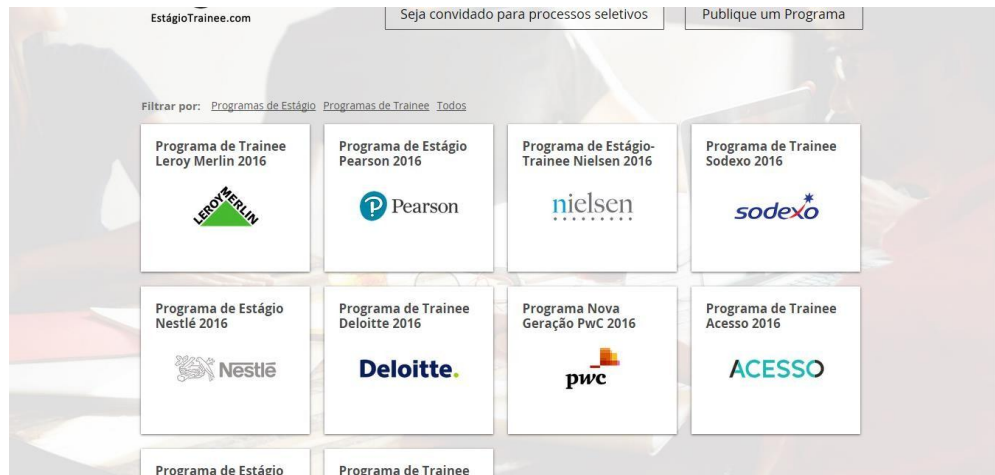 EstágioTrainee.com
Seja convidado para processos seletivos
Publique um Programa
Filtrar por: Programas de Estágio Programas de Trainee Todos
Programa de Trainee
Leroy Merlin 2016
LEROY MERLIN
Programa de Estágio
Pearson 2016
P Pearson
Programa de Estágio-
Trainee Nielsen 2016
nielsen
Programa de Trainee
Sodexo 2016
sodexo
Programa de Estágio
Nestlé 2016
Nestlé
Programa de Trainee
Deloitte 2016
Deloitte.
Programa Nova
Geração PwC 2016
pwc
Programa de Trainee
Acesso 2016
ACESSO
Programa de Estágio
Programa de Trainee